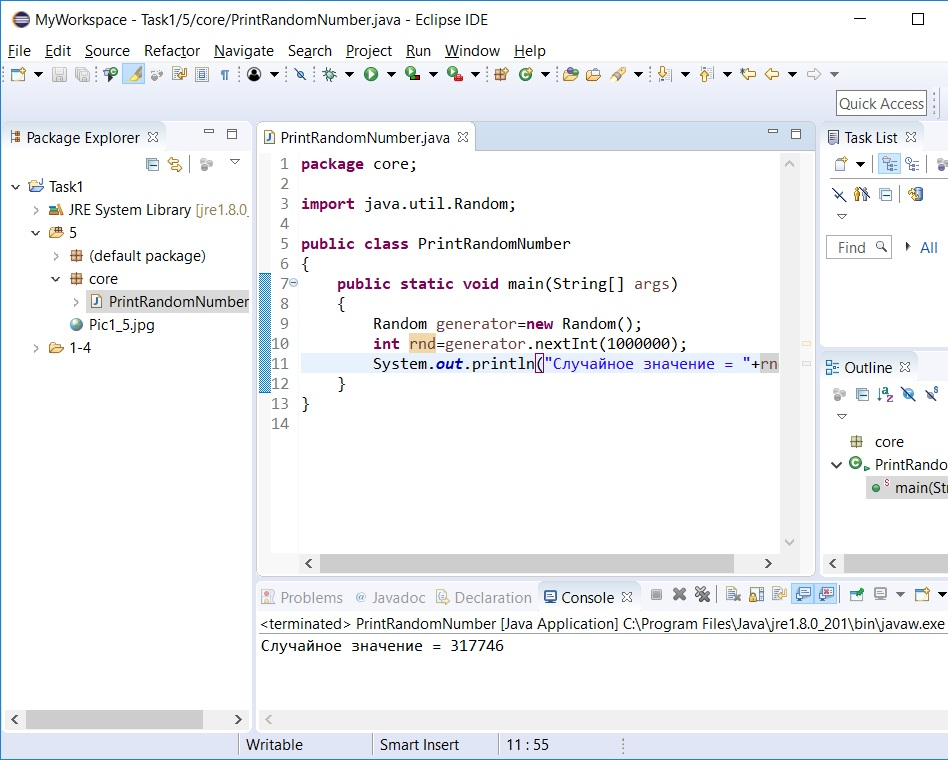 MyWorkspace - Task1/5/core/PrintRandomNumber.java - Eclipse IDE
File Edit Source Refactor Navigate Search Project Run Window Help
Quick Access
Package Explorer
Task1
JRE System Library [jre1.8.0_
5
(default package)
core
PrintRandomNumber
Pic1_5.jpg
1-4
PrintRandomNumber.java
1 package core;
2
3 import java.util.Random;
4
5 public class PrintRandomNumber
6 {
7 public static void main(String[] args)
8 {
9 Random generator=new Random();
10 int rnd=generator.nextInt(1000000);
11 System.out.println("Случайное значение = "+rn
12 }
13 }
14
Task List
Find All
Outline
core
PrintRando
main(Str
Problems Javadoc Declaration Console
<terminated> PrintRandomNumber [Java Application] C:\Program Files\Java\jre1.8.0_201\bin\javaw.exe
Случайное значение = 317746
Writable Smart Insert 11 : 55